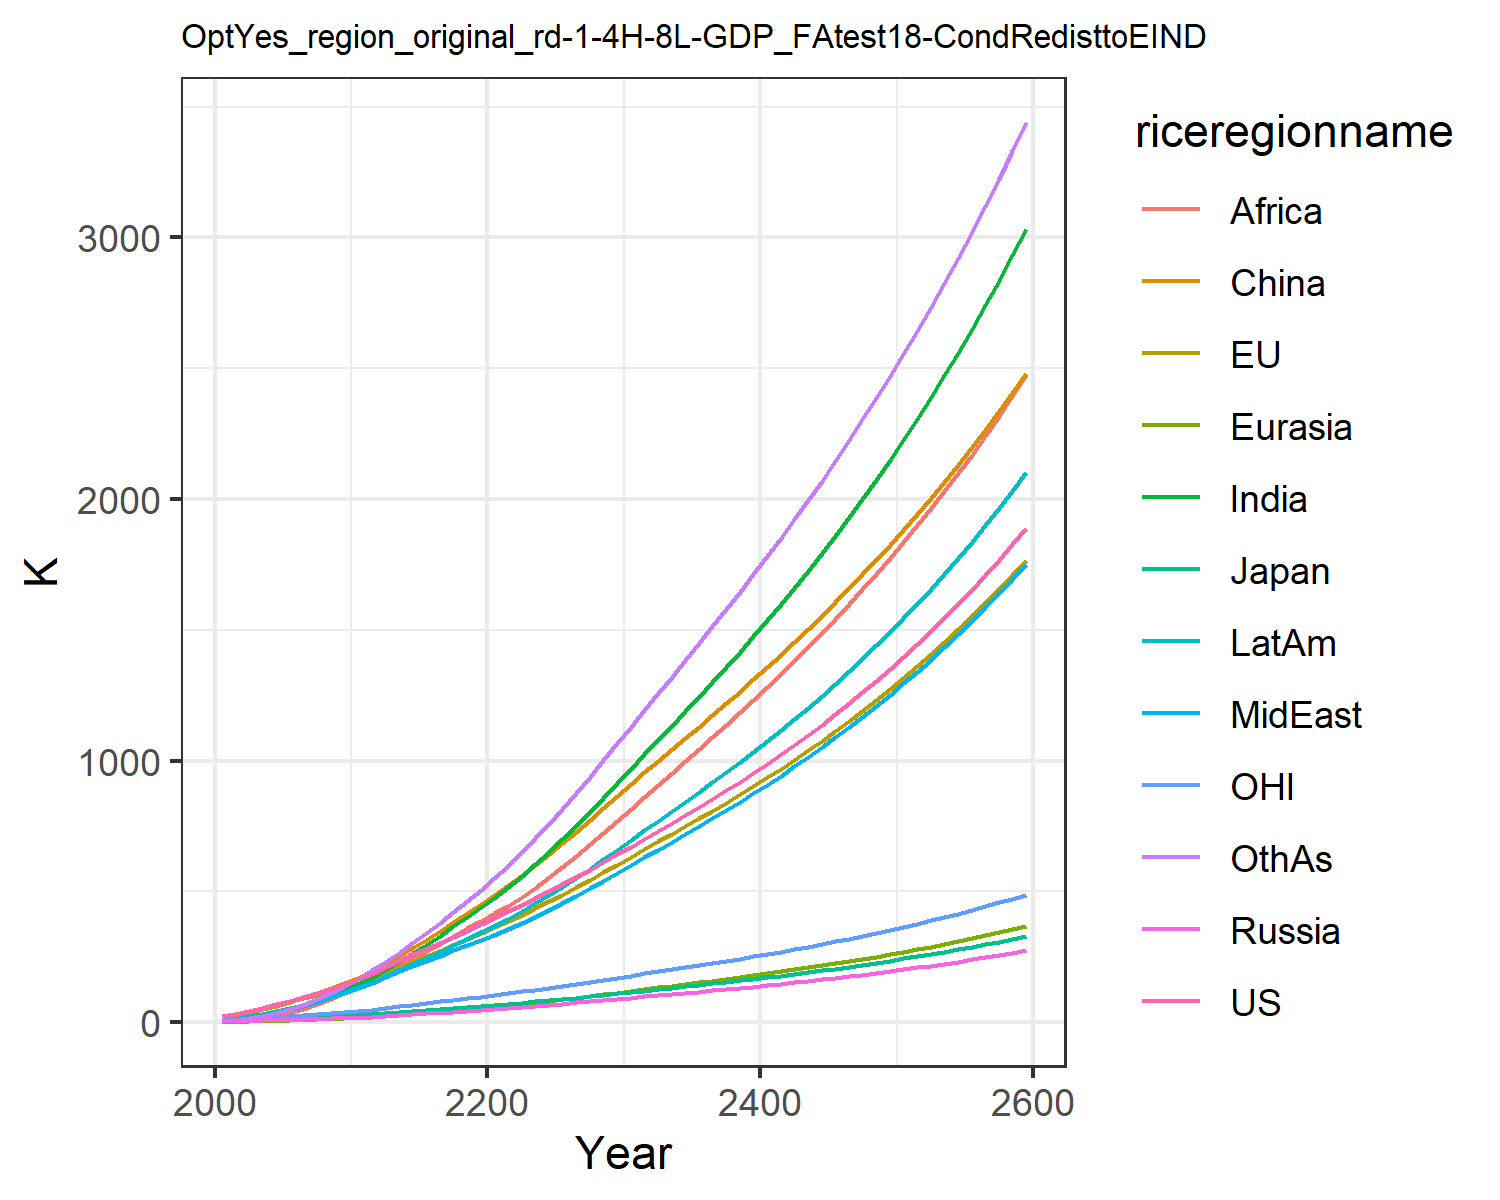 OptYes_region_original_rd-1-4H-8L-GDP_FAtest18-CondRedisttoEIND
riceregionname
Africa
China
EU
Eurasia
India
Japan
LatAm
MidEast
OHI
OthAs
Russia
US
3000
2000
1000
0
K
2000 2200 2400 2600
Year